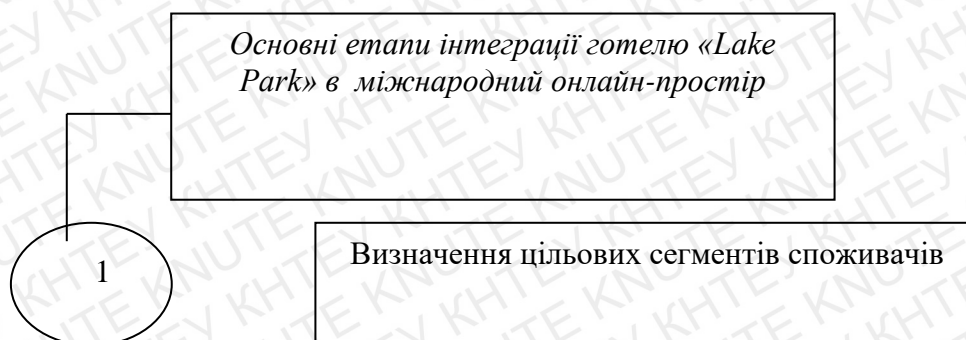 Основні етапи інтеграції готелю «Lake
Park» в міжнародний онлайн-простір
1
Визначення цільових сегментів споживачів